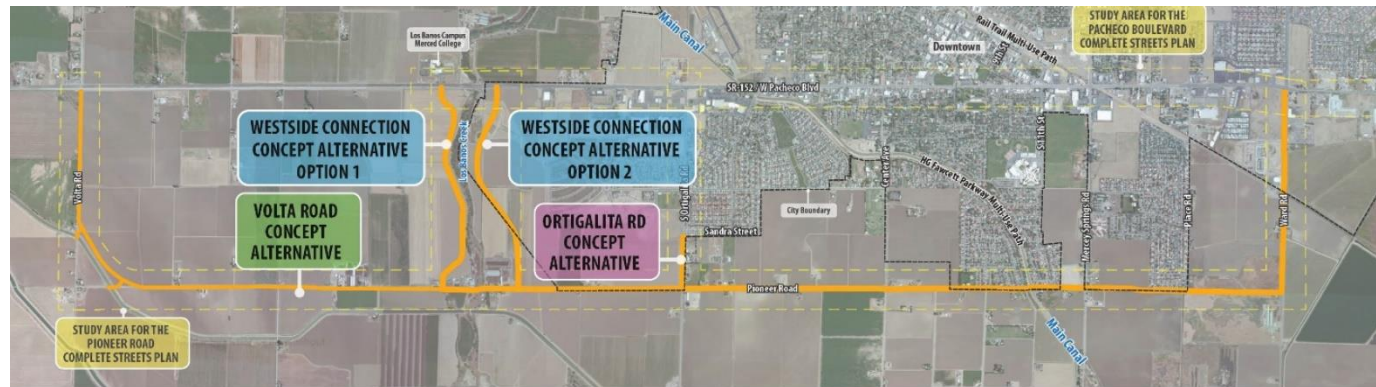 STUDY AREA FOR THE
PACHECO BOULEVARD
COMPLETE STREETS PLAN
Rail Trail Multi-Use Path
Main Canal
Los Banos Campus
Merced College
Downtown
SR-152 / W Pacheco Blvd
WESTSIDE CONNECTION
CONCEPT ALTERNATIVE
OPTION 1
Los Banos Creek
WESTSIDE CONNECTION
CONCEPT ALTERNATIVE
OPTION 2
S 11th St
Volta Rd
S Ortigalita Rd
Center Ave
HG Fawcett Parkway Multi-Use Path
Mercey Springs Rd
Place Rd
Ward Rd
VOLTA ROAD
CONCEPT
ALTERNATIVE
ORTIGALITA RD
CONCEPT
ALTERNATIVE
City Boundary
Sandra Street
Pioneer Road
Main Canal
STUDY AREA FOR THE
PIONEER ROAD
COMPLETE STREETS PLAN